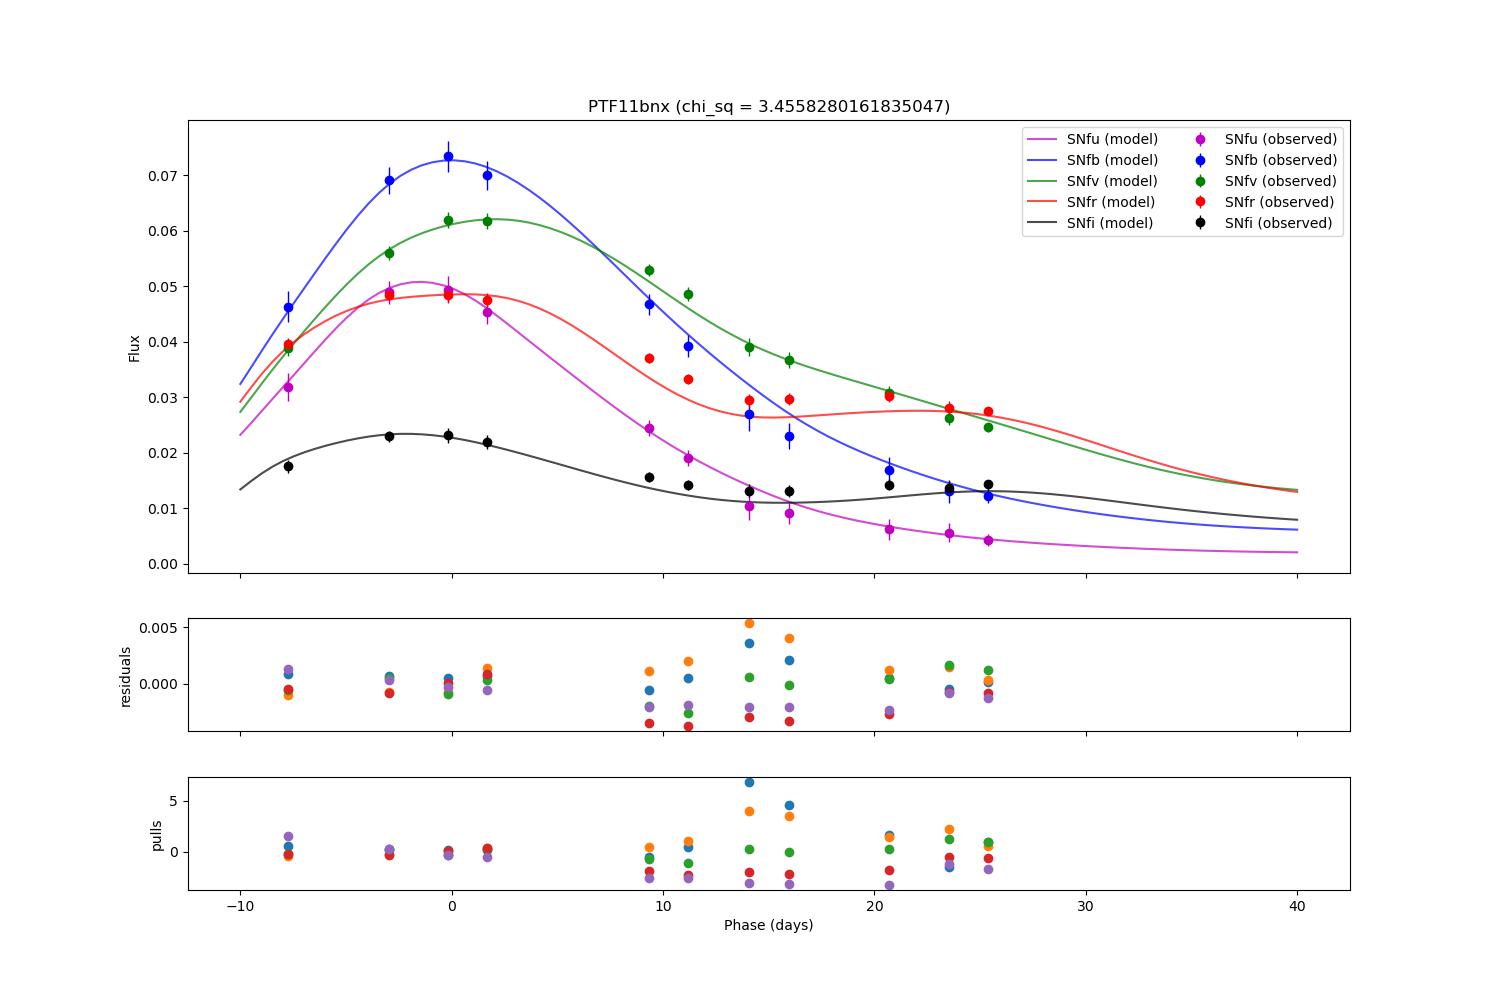 PTF11bnx (chi_sq = 3.4558280161835047)
SNfu (model)
SNfb (model)
SNfv (model)
SNfr (model)
SNfi (model)
SNfu (observed)
SNfb (observed)
SNfv (observed)
SNfr (observed)
SNfi (observed)
Flux
0.07
0.06
0.05
0.04
0.03
0.02
0.01
0.00
residuals
0.005
0.000
pulls
5
0
−10
0
10
20
30
40
Phase (days)